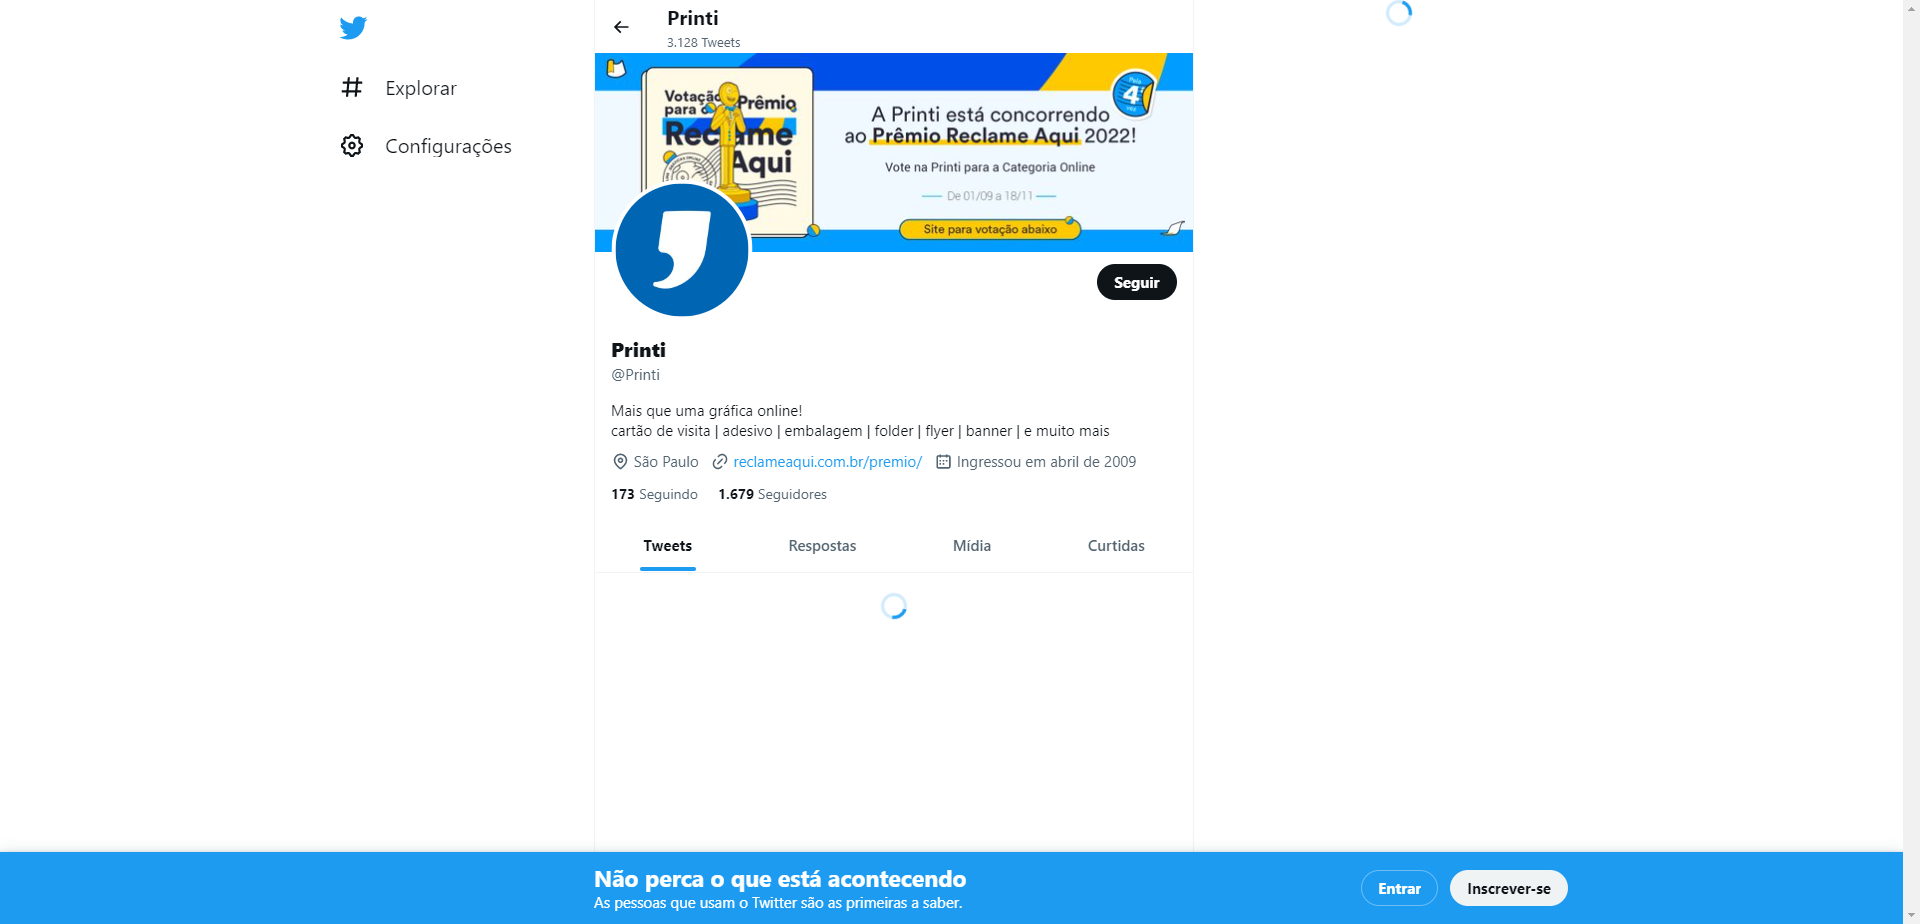 Explorar
Configurações
Printi
3.128 Tweets
Votação
para o Prêmio
Reclame
Aqui
A Printi está concorrendo
ao Prêmio Reclame Aqui 2022!
Vote na Printi para a Categoria Online
De 01/09 a 18/11
Site para votação abaixo
Pela
4ª
vez
Seguir
Printi
@Printi
Mais que uma gráfica online!
cartão de visita | adesivo | embalagem | folder | flyer | banner | e muito mais
São Paulo reclameaqui.com.br/premio/ Ingressou em abril de 2009
173 Seguindo 1.679 Seguidores
Tweets Respostas Mídia Curtidas
Não perca o que está acontecendo
As pessoas que usam o Twitter são as primeiras a saber.
Entrar Inscrever-se